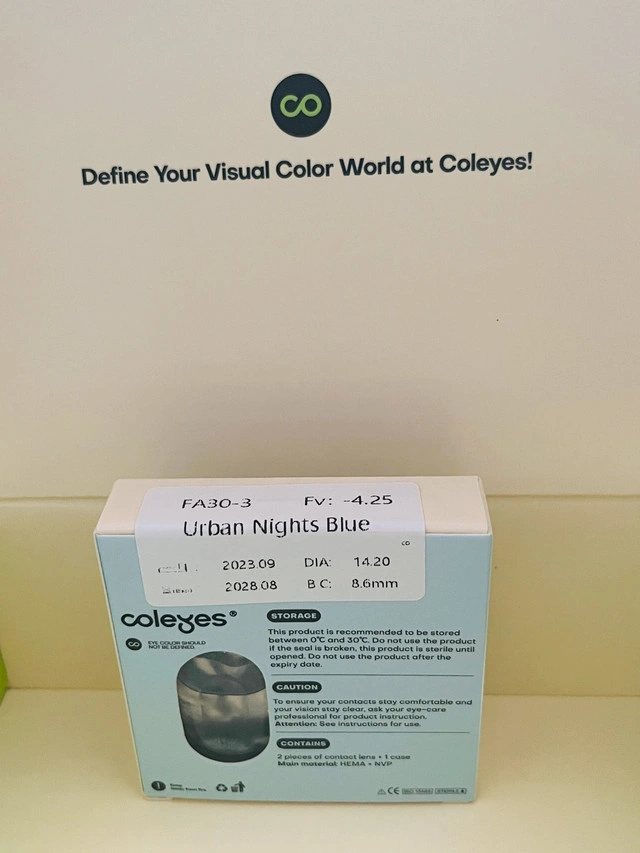 CO
Define Your Visual Color World at Coleyes!
FA30-3 FV: -4.25
Urban Nights Blue
CO
2023.09 DIA: 14.20
2028.08 B C: 8.6mm
coleyes®
CO EYE COLOR SHOULD
NOT BE DEFINED.
STORAGE
This product is recommended to be stored
between 0℃ and 30℃. Do not use the product
if the seal is broken, this product is sterile until
opened. Do not use the product after the
expiry date.
CAUTION
To ensure your contacts stay comfortable and
your vision stay clear, ask your eye-care
professional for product instruction.
Attention: See instructions for use.
CONTAINS
2 pieces of contact lens + 1 case
Main material: HEMA + NVP
CE